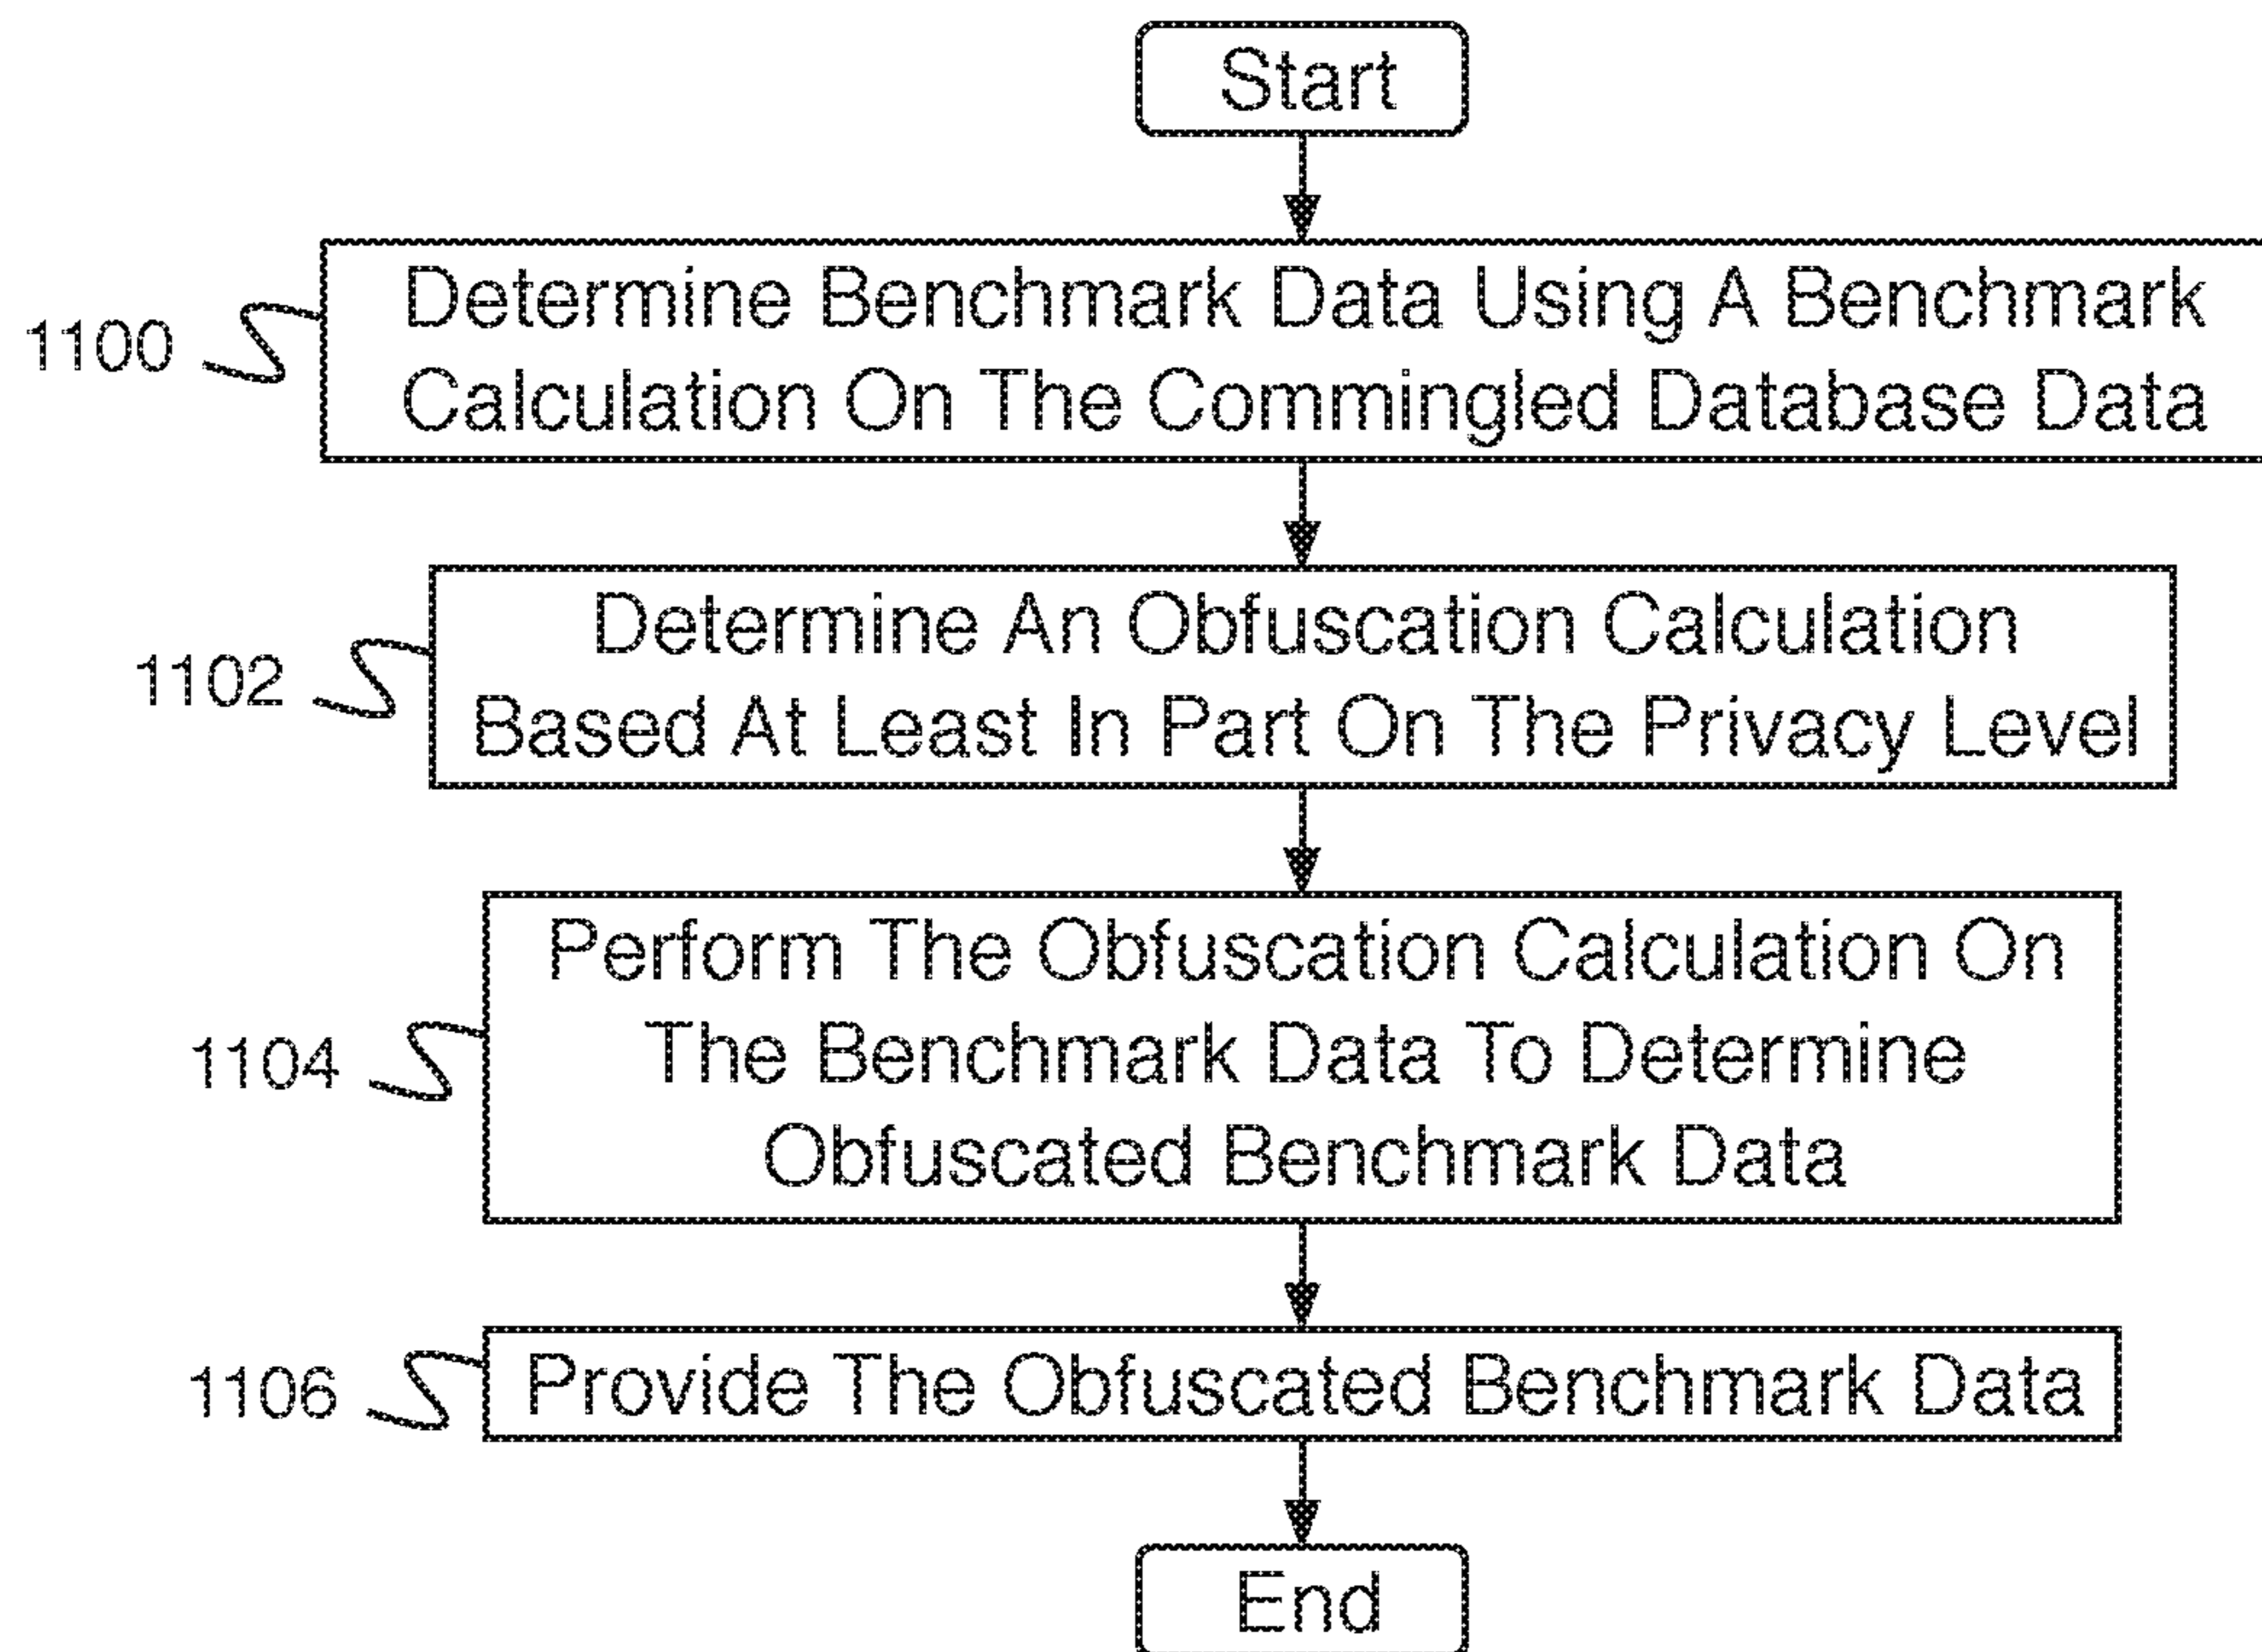 Start
1100
Determine Benchmark Data Using A Benchmark
Calculation On The Commingled Database Data
1102
Determine An Obfuscation Calculation
Based At Least In Part On The Privacy Level
1104
Perform The Obfuscation Calculation On
The Benchmark Data To Determine
Obfuscated Benchmark Data
1106
Provide The Obfuscated Benchmark Data
End